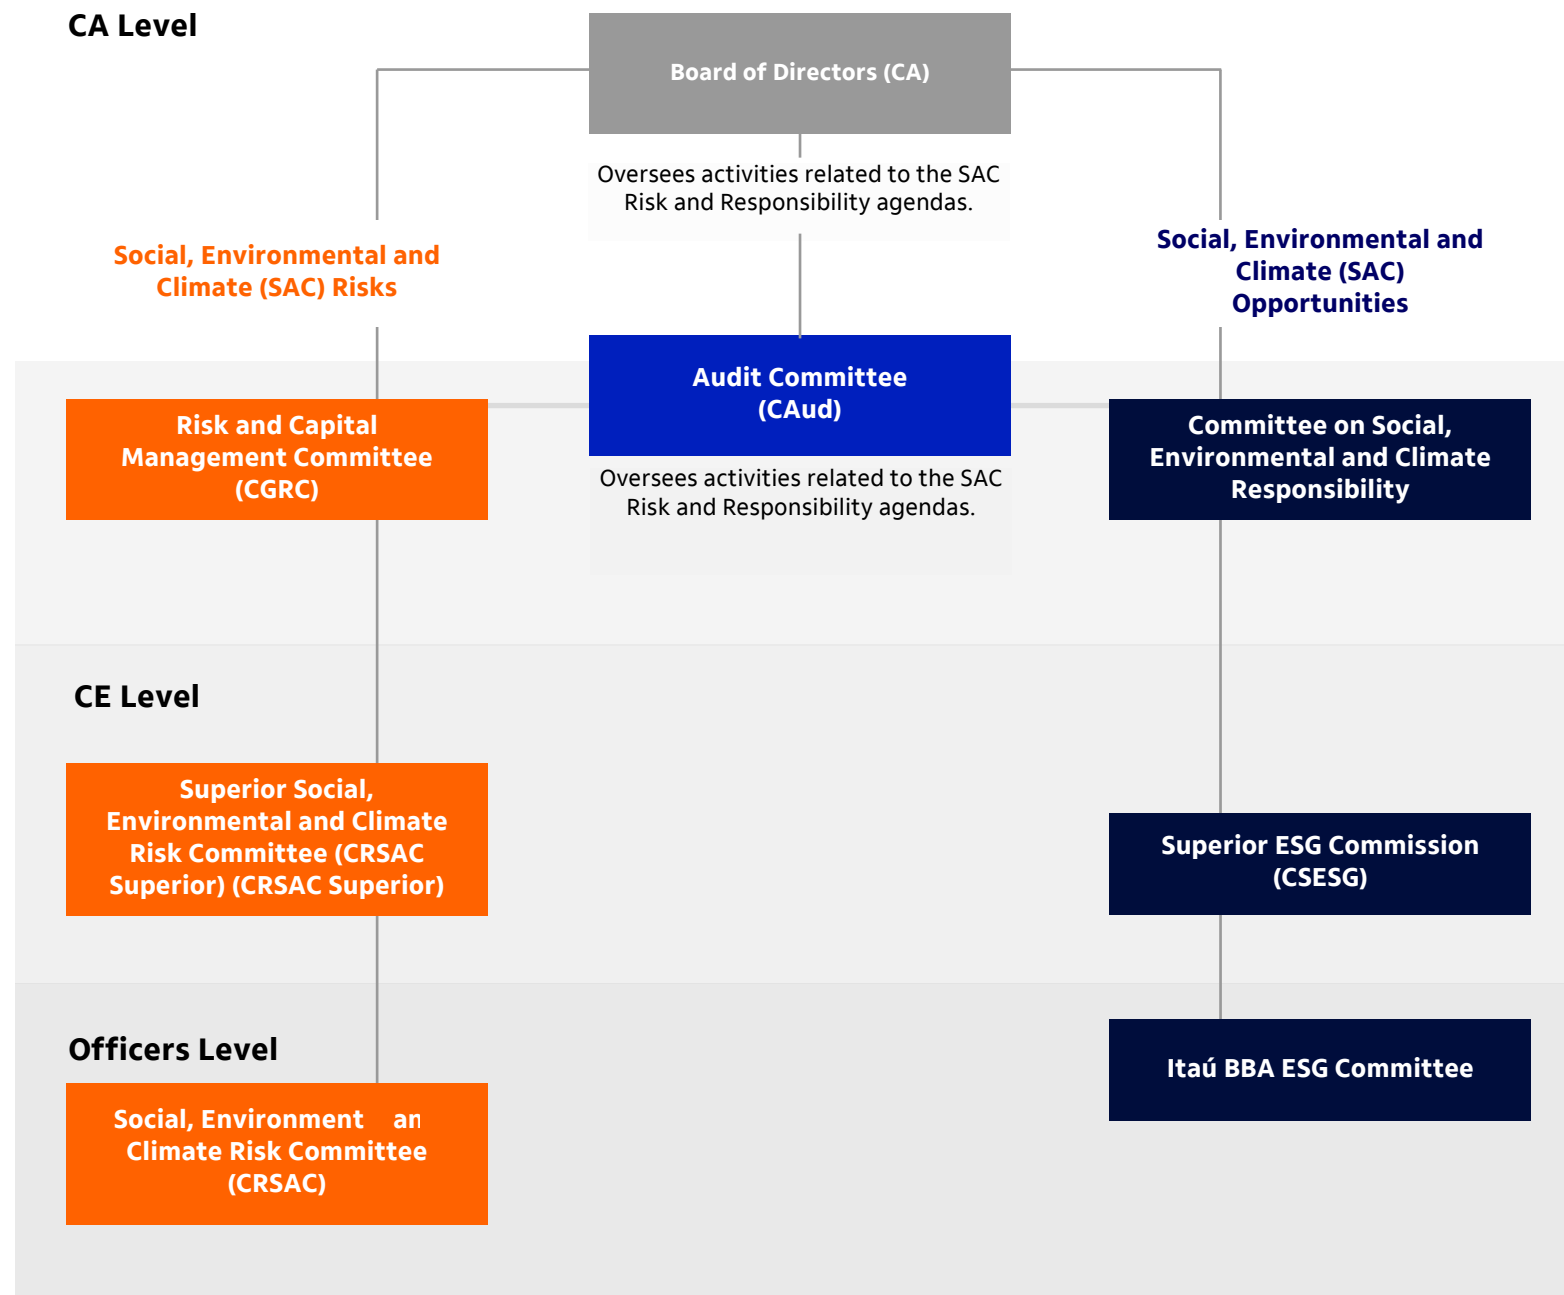 CA Level
Board of Directors (CA)
Oversees activities related to the SAC
Risk and Responsibility agendas.
Social, Environmental and
Climate (SAC) Risks
Social, Environmental and
Climate (SAC)
Opportunities
Audit Committee
(CAud)
Oversees activities related to the SAC
Risk and Responsibility agendas.
Risk and Capital
Management Committee
(CGRC)
Committee on Social,
Environmental and Climate
Responsibility
CE Level
Superior Social,
Environmental and Climate
Risk Committee (CRSAC
Superior) (CRSAC Superior)
Superior ESG Commission
(CSESG)
Officers Level
Social, Environment an
Climate Risk Committee
(CRSAC)
Itaú BBA ESG Committee